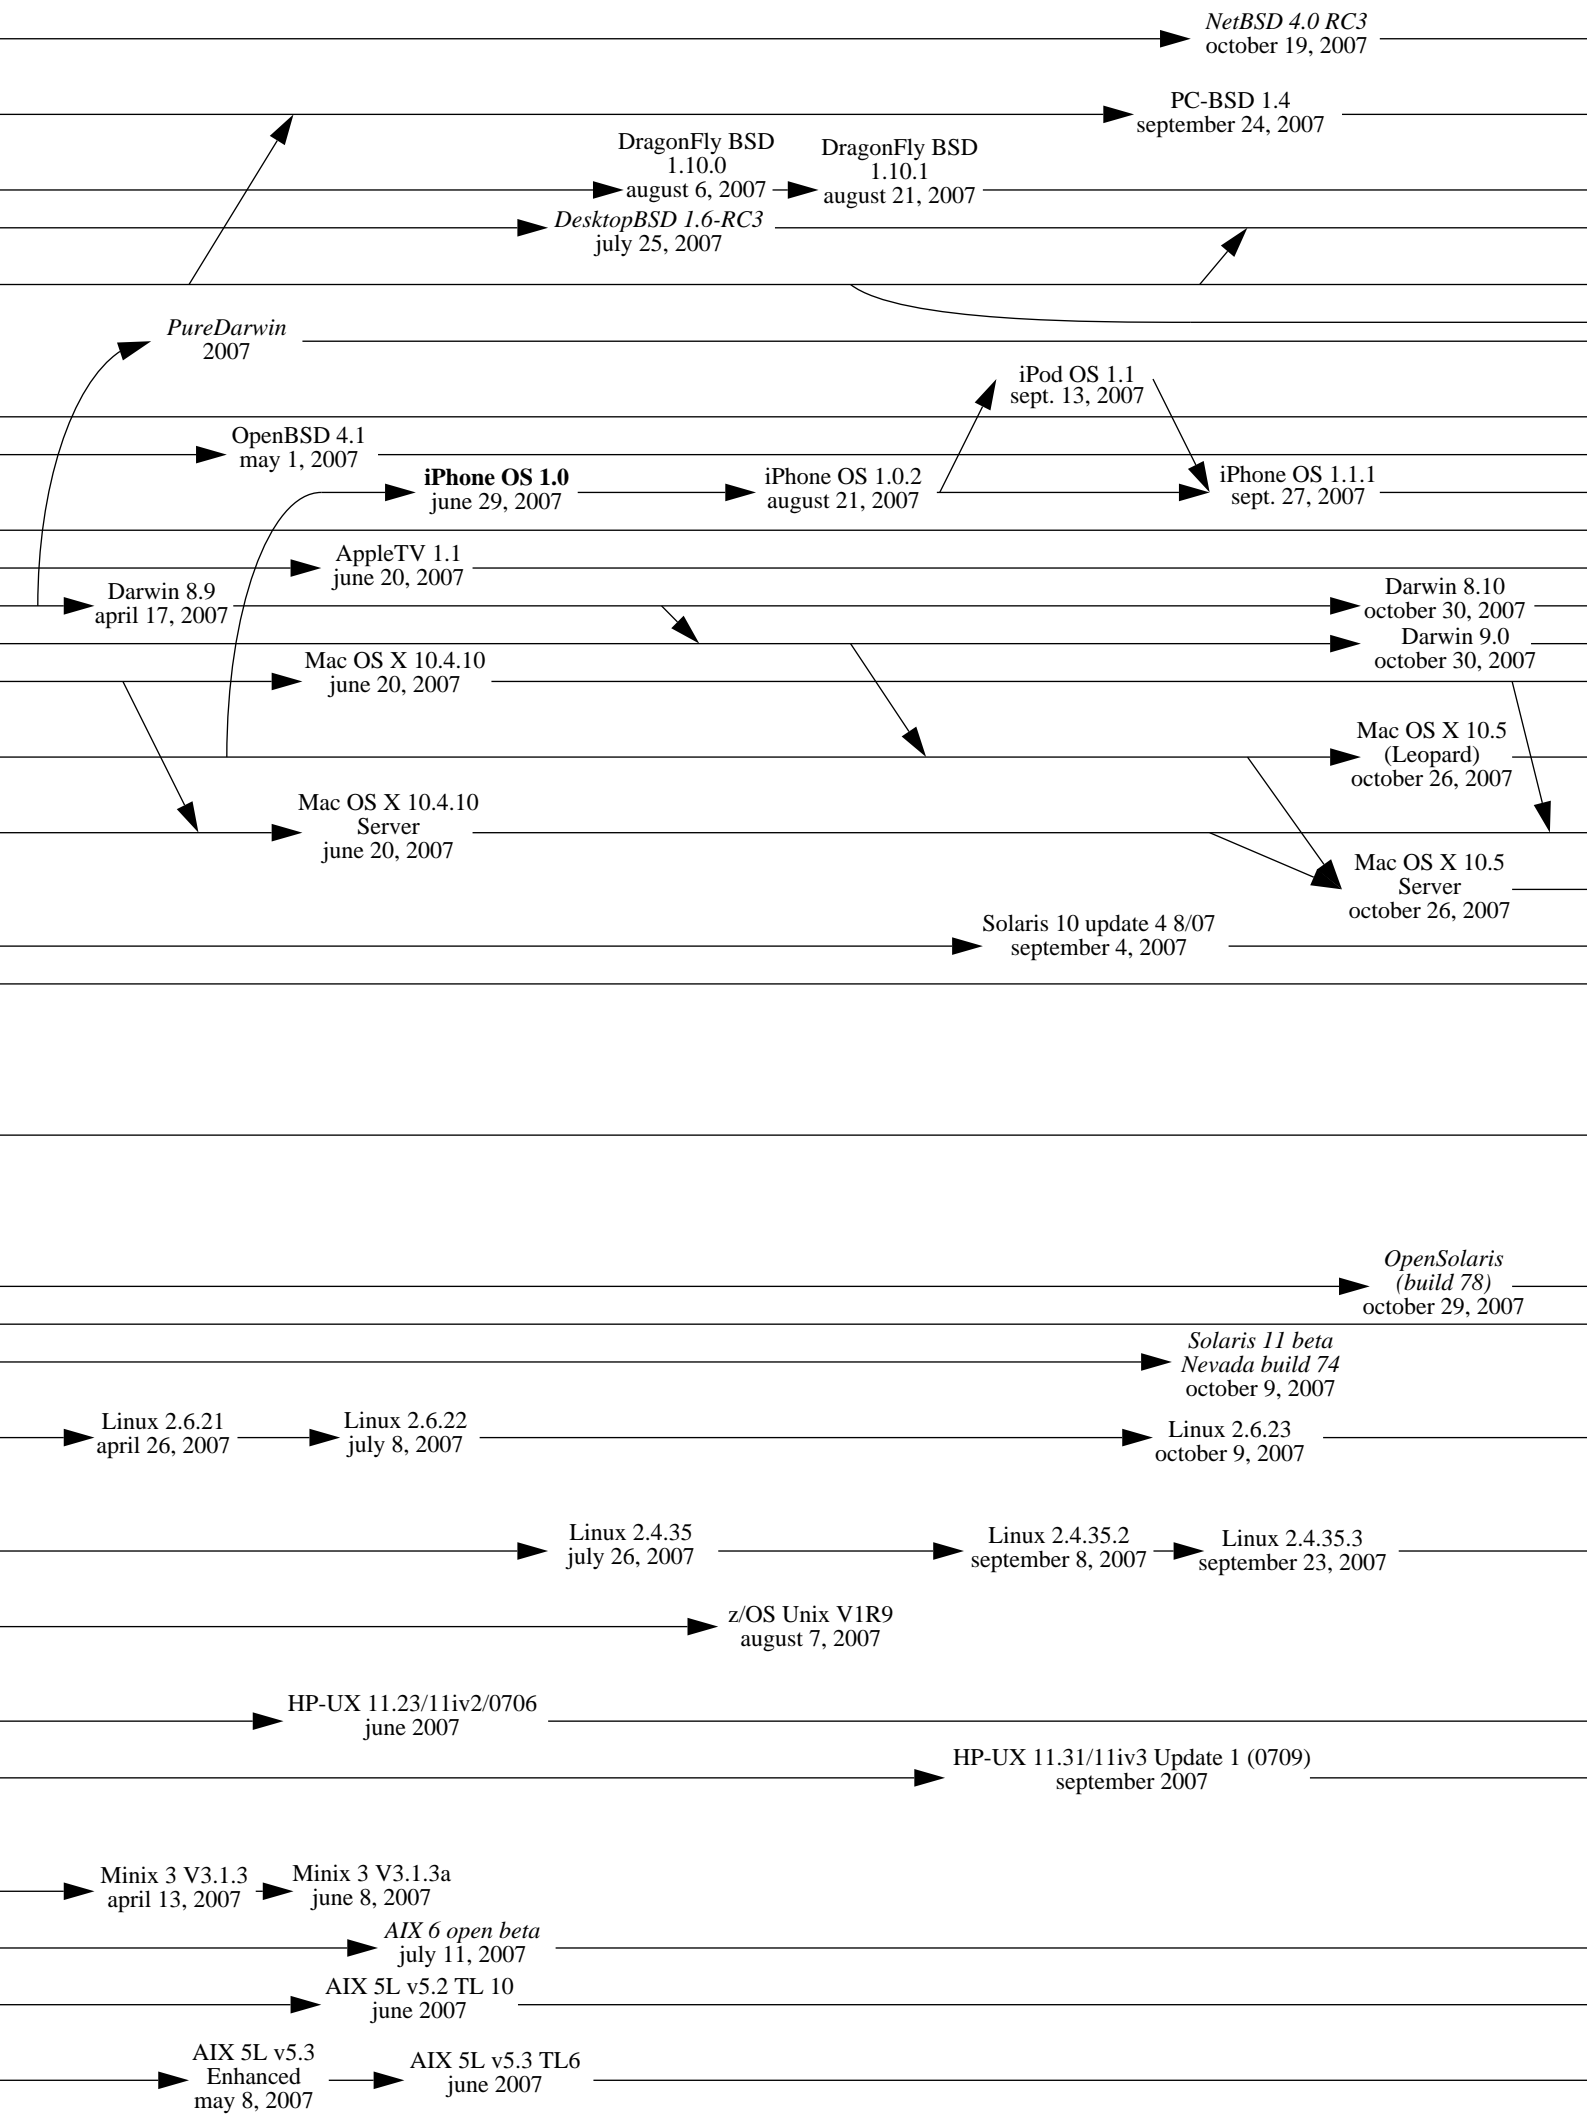 NetBSD 4.0 RC3
october 19, 2007
PC-BSD 1.4
september 24, 2007
DragonFly BSD
1.10.0
august 6, 2007
DragonFly BSD
1.10.1
august 21, 2007
DesktopBSD 1.6-RC3
july 25, 2007
PureDarwin
2007
iPod OS 1.1
sept. 13, 2007
OpenBSD 4.1
may 1, 2007
iPhone OS 1.0
june 29, 2007
iPhone OS 1.0.2
august 21, 2007
iPhone OS 1.1.1
sept. 27, 2007
AppleTV 1.1
june 20, 2007
Darwin 8.9
april 17, 2007
Darwin 8.10
october 30, 2007
Darwin 9.0
october 30, 2007
Mac OS X 10.4.10
june 20, 2007
Mac OS X 10.5
(Leopard)
october 26, 2007
Mac OS X 10.4.10
Server
june 20, 2007
Mac OS X 10.5
Server
october 26, 2007
Solaris 10 update 4 8/07
september 4, 2007
OpenSolaris
(build 78)
october 29, 2007
Solaris 11 beta
Nevada build 74
october 9, 2007
Linux 2.6.21
april 26, 2007
Linux 2.6.22
july 8, 2007
Linux 2.6.23
october 9, 2007
Linux 2.4.35
july 26, 2007
Linux 2.4.35.2
september 8, 2007
Linux 2.4.35.3
september 23, 2007
z/OS Unix V1R9
august 7, 2007
HP-UX 11.23/11iv2/0706
june 2007
HP-UX 11.31/11iv3 Update 1 (0709)
september 2007
Minix 3 V3.1.3
april 13, 2007
Minix 3 V3.1.3a
june 8, 2007
AIX 6 open beta
july 11, 2007
AIX 5L v5.2 TL 10
june 2007
AIX 5L v5.3
Enhanced
may 8, 2007
AIX 5L v5.3 TL6
june 2007